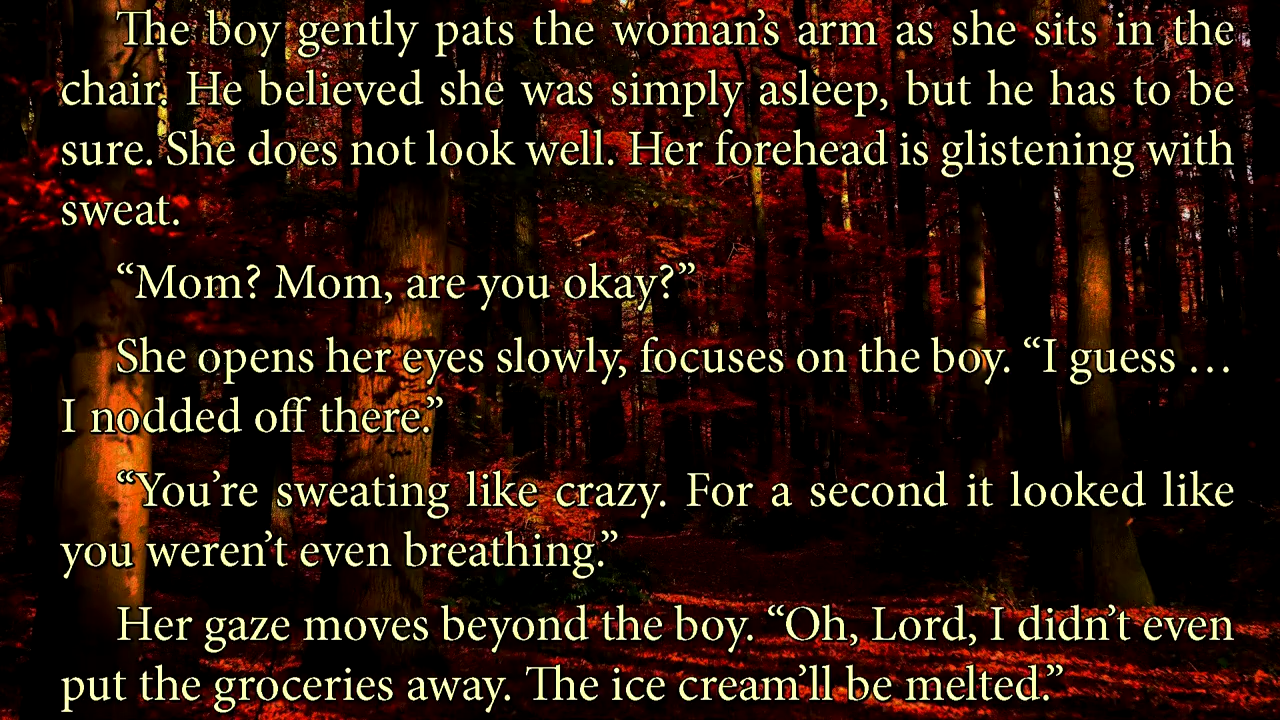 The boy gently pats the woman’s arm as she sits in the
chair. He believed she was simply asleep, but he has to be
sure. She does not look well. Her forehead is glistening with
sweat.
“Mom? Mom, are you okay?”
She opens her eyes slowly, focuses on the boy. “I guess …
I nodded off there.”
“You’re sweating like crazy. For a second it looked like
you weren’t even breathing.”
Her gaze moves beyond the boy. “Oh, Lord, I didn’t even
put the groceries away. The ice cream’ll be melted.”